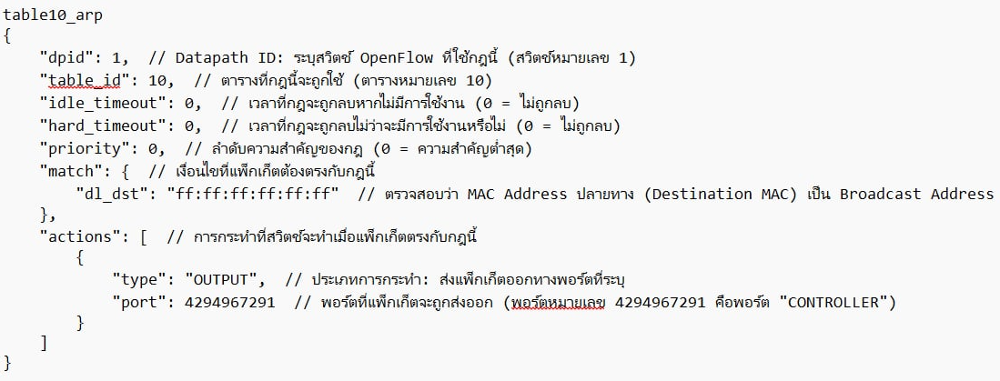 table10_arp
{
"dpid": 1,  // Datapath ID: ระบุสวิตช์ OpenFlow ที่ใช้กฎนี้ (สวิตช์หมายเลข 1)
"table_id": 10,  // ตารางที่กฎนี้จะถูกใช้ (ตารางหมายเลข 10)
"idle_timeout": 0,  // เวลาที่กฎจะถูกลบหากไม่มีการใช้งาน (0 = ไม่ถูกลบ)
"hard_timeout": 0,  // เวลาที่กฎจะถูกลบไม่ว่าจะมีการใช้งานหรือไม่ (0 = ไม่ถูกลบ)
"priority": 0,  // ลำดับความสำคัญของกฎ (0 = ความสำคัญต่ำสุด)
"match": {  // เงื่อนไขที่แพ็กเก็ตต้องตรงกับกฎนี้
"dl_dst": "ff:ff:ff:ff:ff:ff"  // ตรวจสอบว่า MAC Address ปลายทาง (Destination MAC) เป็น Broadcast Address
},
"actions": [  // การกระทำที่สวิตช์จะทำเมื่อแพ็กเก็ตตรงกับกฎนี้
{
"type": "OUTPUT",  // ประเภทการกระทำ: ส่งแพ็กเก็ตออกทางพอร์ตที่ระบุ
"port": 4294967291  // พอร์ตที่แพ็กเก็ตจะถูกส่งออก (พอร์ตหมายเลข 4294967291 คือพอร์ต "CONTROLLER")
}
]
}